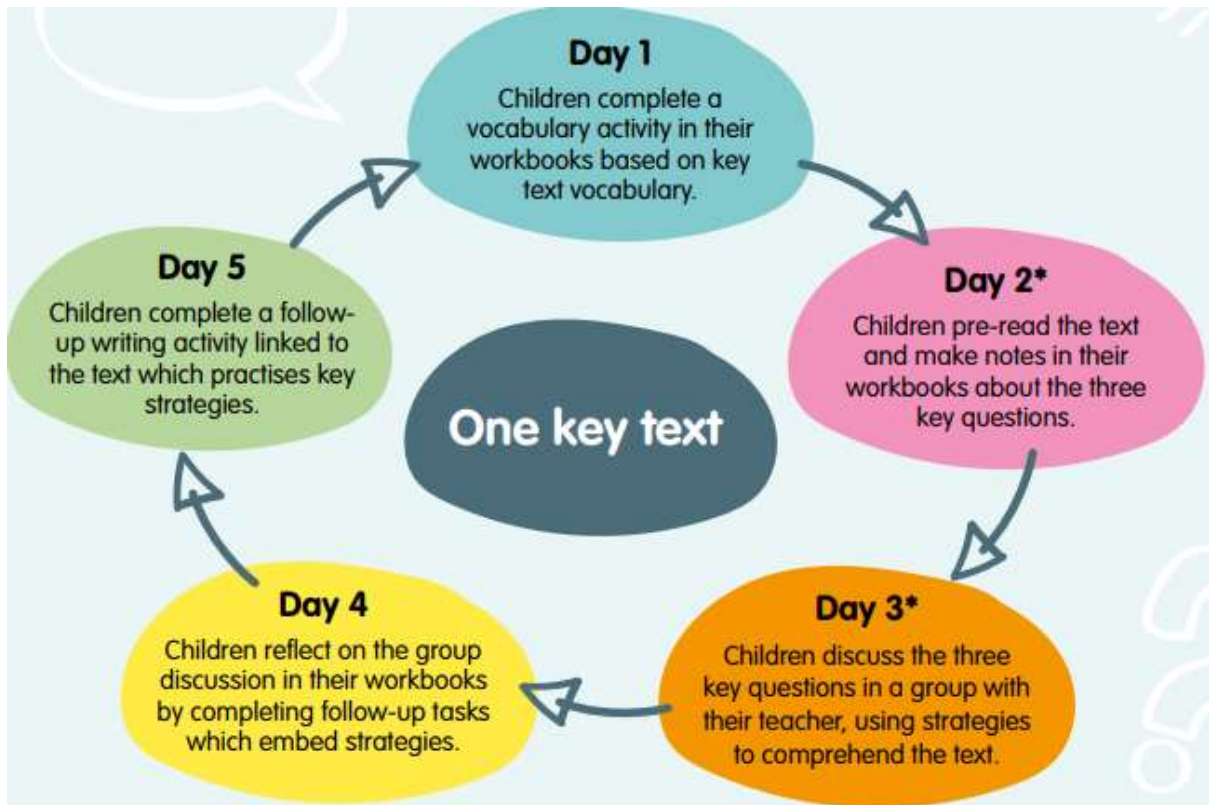 Day 1
Children complete a
vocabulary activity in their
workbooks based on key
text vocabulary.
Day 2*
Children pre-read the text
and make notes in their
workbooks about the three
key questions.
Day 3*
Children discuss the three
key questions in a group with
their teacher, using strategies
to comprehend the text.
Day 4
Children reflect on the group
discussion in their workbooks
by completing follow-up tasks
which embed strategies.
Day 5
Children complete a follow-
up writing activity linked to
the text which practises key
strategies.
One key text